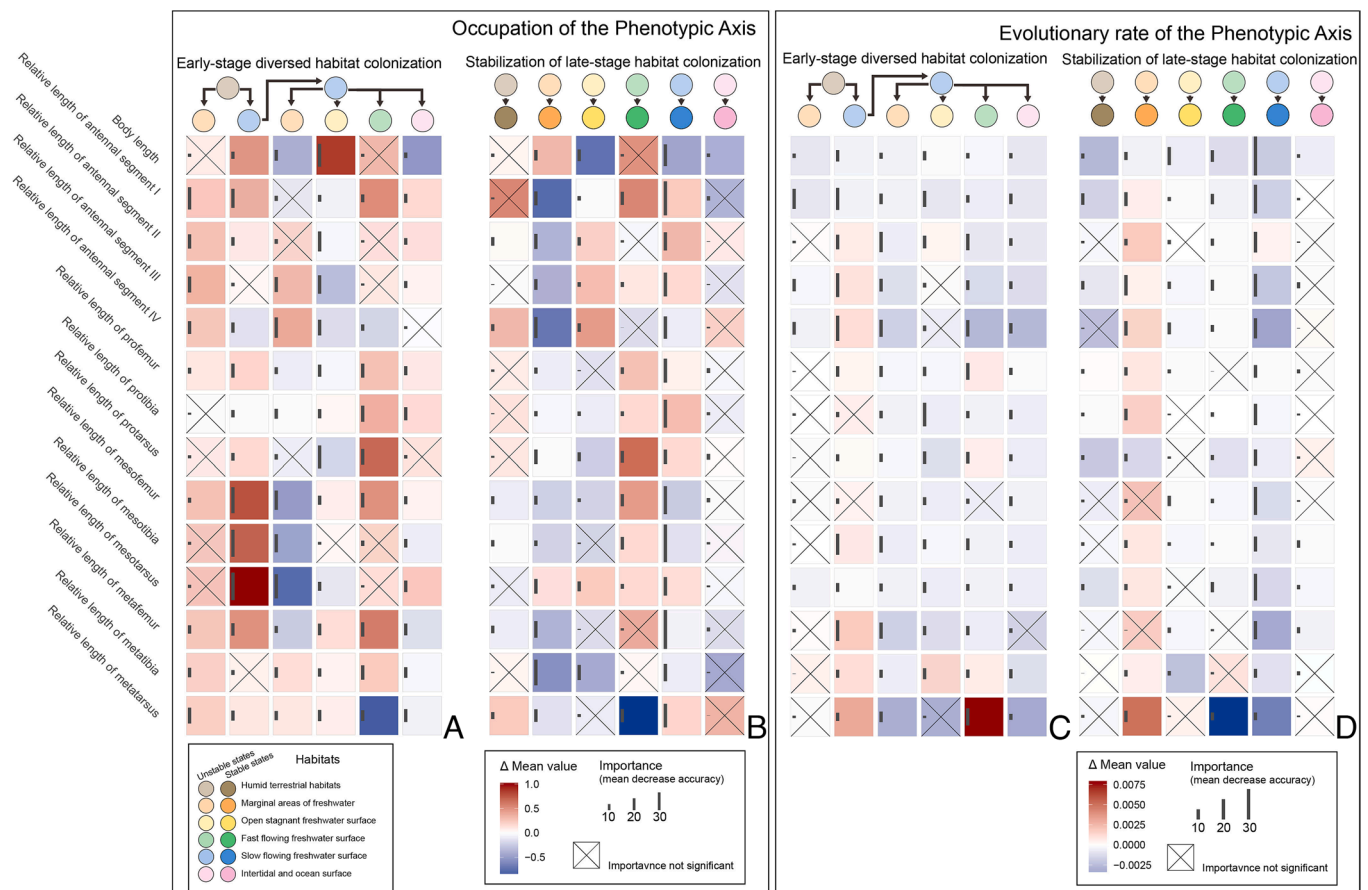 Occupation of the Phenotypic Axis
Early-stage diversed habitat colonization
Stabilization of late-stage habitat colonization
Evolutionary rate of the Phenotypic Axis
Early-stage diversed habitat colonization
Stabilization of late-stage habitat colonization
Body length
Relative length of antennal segment I
Relative length of antennal segment II
Relative length of antennal segment III
Relative length of antennal segment IV
Relative length of profemur
Relative length of protibia
Relative length of protarsus
Relative length of mesofemur
Relative length of mesotibia
Relative length of mesotarsus
Relative length of metafemur
Relative length of metatibia
Relative length of metatarsus
A
B
C
D
Unstable states
Stable states
Habitats
Humid terrestrial habitats
Marginal areas of freshwater
Open stagnant freshwater surface
Fast flowing freshwater surface
Slow flowing freshwater surface
Intertidal and ocean surface
Δ Mean value
1.0
0.5
0.0
−0.5
Importance
(mean decrease accuracy)
10 20 30
Importavnce not significant
Δ Mean value
0.0075
0.0050
0.0025
0.0000
−0.0025
Importance
(mean decrease accuracy)
10 20 30
Importavnce not significant